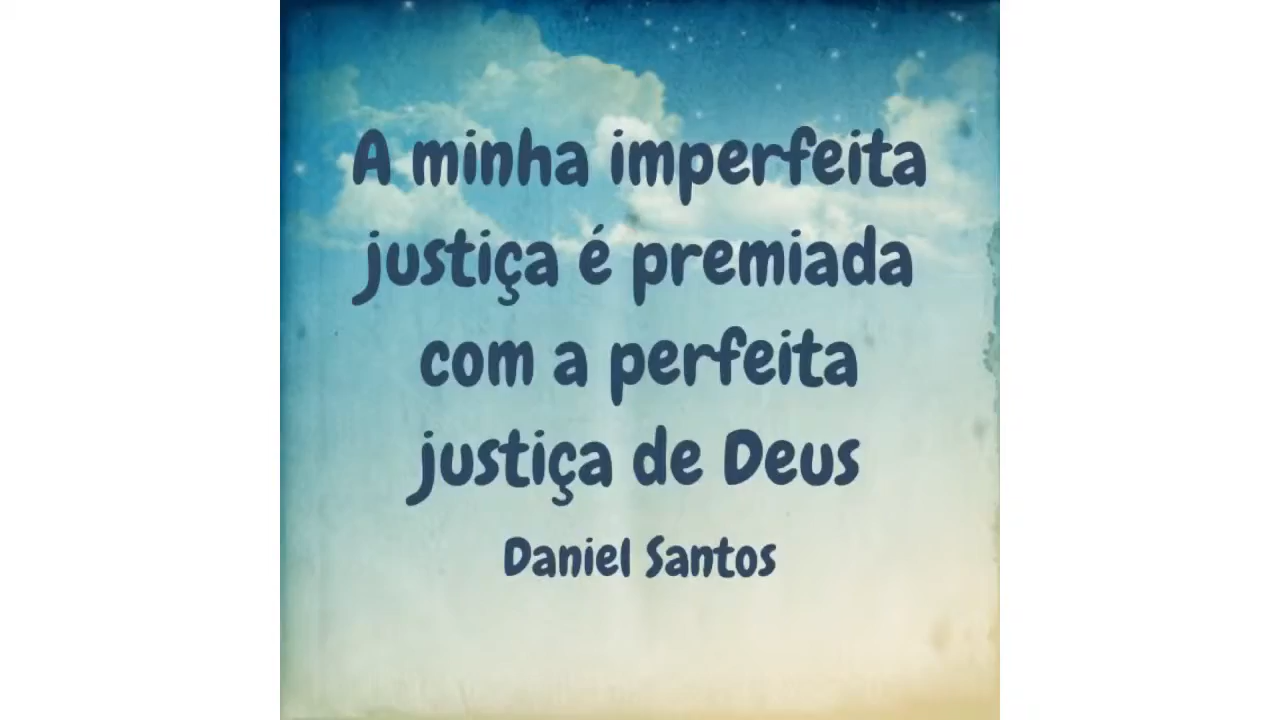 A minha imperfeita
justiça é premiada
com a perfeita
justiça de Deus
Daniel Santos